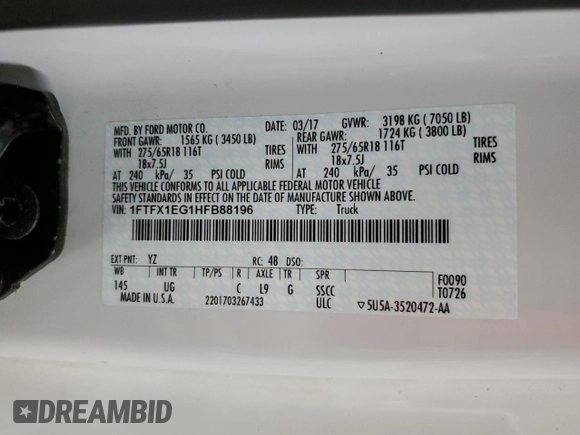 MFD. BY FORD MOTOR CO. 03/17 GVWR: 3198 KG ( 7050 LB)
FRONT GAWR: 1565 KG ( 3450 LB) REAR GAWR: 1724 KG ( 3800 LB)
WITH 275/65R18 116T TIRES WITH 275/65R18 116T TIRES
18x7.5J RIMS 18x7.5J RIMS
AT 240 kPa/ 35 PSI COLD AT 240 kPa/ 35 PSI COLD
THIS VEHICLE CONFORMS TO ALL APPLICABLE FEDERAL MOTOR VEHICLE
SAFETY STANDARDS IN EFFECT ON THE DATE OF MANUFACTURE SHOWN ABOVE.
VIN: 1FTFX1EG1HFB88196 TYPE: Truck
EXT PNT: YZ RC: 4B DSO:
WB INT TR TP/PS R AXLE TR SPR F0090
145 UG C L9 G SSCC T0726
MADE IN U.S.A. 2201703267433 ULC ▽5U5A-3520472-AA
DREAMBID